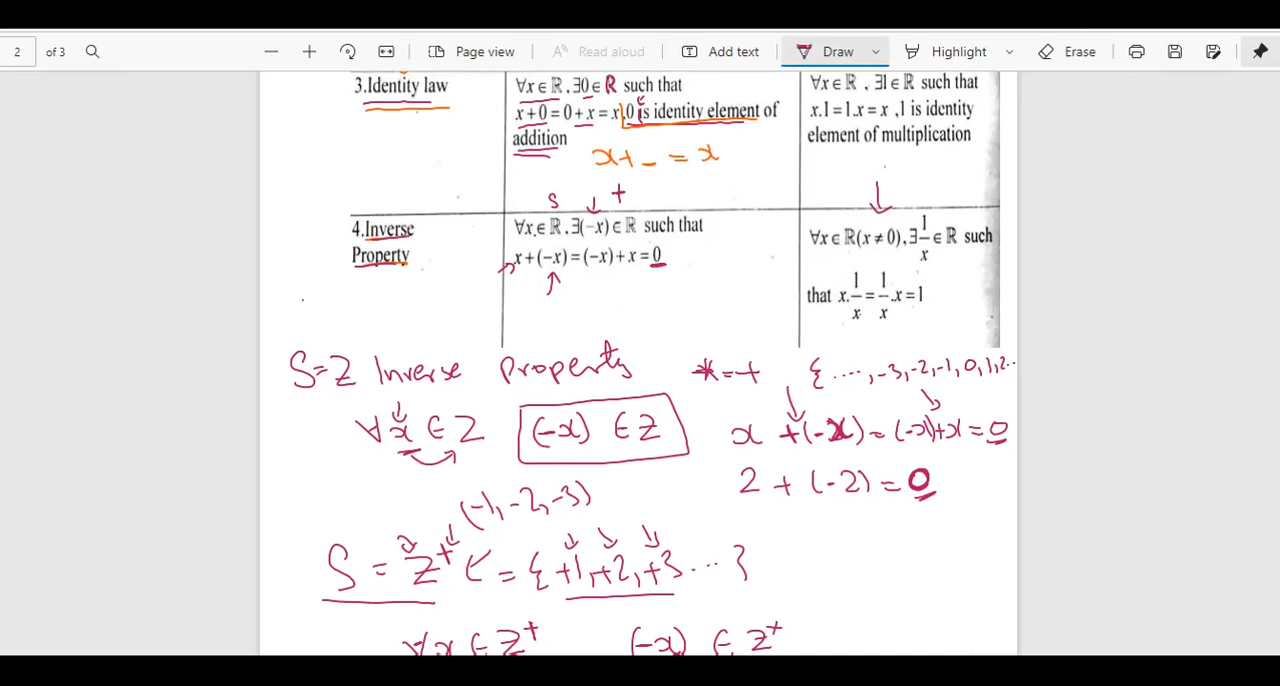 2 of 3 Page view Read aloud Add text Draw Highlight Erase
3.Identity law
∀x∈ℝ,∃0∈ℝ such that
x+0=0+x=x,0 is identity element of
addition
x+_ = x
∀x∈ℝ,∃1∈ℝ such that
x.1=1.x=x ,1 is identity
element of multiplication
S +
4.Inverse
Property
∀x∈ℝ,∃(-x)∈ℝ such that
x+(-x)=(-x)+x=0
∀x∈ℝ(x≠0),∃1/x∈ℝ such
that x.1/x=1/x.x=1
S=Z Inverse Property *=+ {....,-3,-2,-1,0,1,2..
∀x∈Z (-x) ∈Z x+(-x)=(-x)+x=0
2+(-2)=0
(-1,-2,-3)
S = Z⁺ = {+1,+2,+3...}
∀x∈Z⁺ (-x) ∈ Z⁺